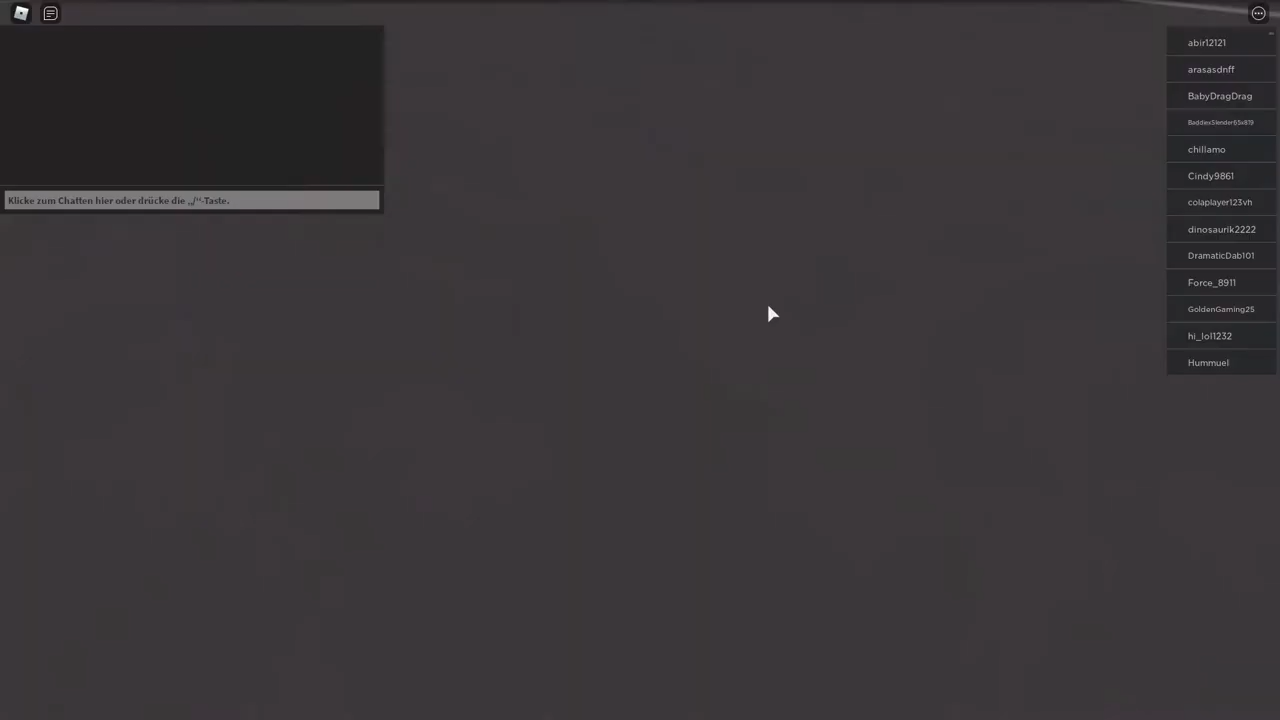 Klicke zum Chatten hier oder drücke die „/“-Taste.
abir12121
arasasdnff
BabyDragDrag
BaddiexSlender65x819
chillamo
Cindy9861
colaplayer123vh
dinosaurik2222
DramaticDab101
Force_8911
GoldenGaming25
hi_lol1232
Hummuel